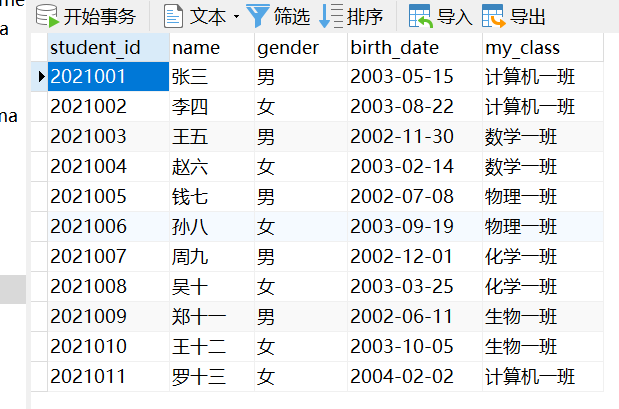 me
a
na
开始事务 文本 筛选 排序 导入 导出
student_id name gender birth_date my_class
2021001 张三 男 2003-05-15 计算机一班
2021002 李四 女 2003-08-22 计算机一班
2021003 王五 男 2002-11-30 数学一班
2021004 赵六 女 2003-02-14 数学一班
2021005 钱七 男 2002-07-08 物理一班
2021006 孙八 女 2003-09-19 物理一班
2021007 周九 男 2002-12-01 化学一班
2021008 吴十 女 2003-03-25 化学一班
2021009 郑十一 男 2002-06-11 生物一班
2021010 王十二 女 2003-10-05 生物一班
2021011 罗十三 女 2004-02-02 计算机一班